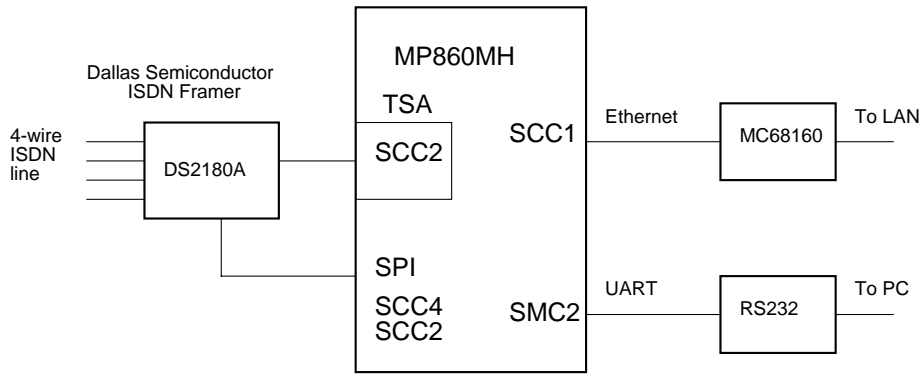 Dallas Semiconductor
ISDN Framer
4-wire
ISDN
line
DS2180A
MP860MH
TSA
SCC2
SPI
SCC4
SCC2
SCC1
SMC2
Ethernet
MC68160
To LAN
UART
RS232
To PC